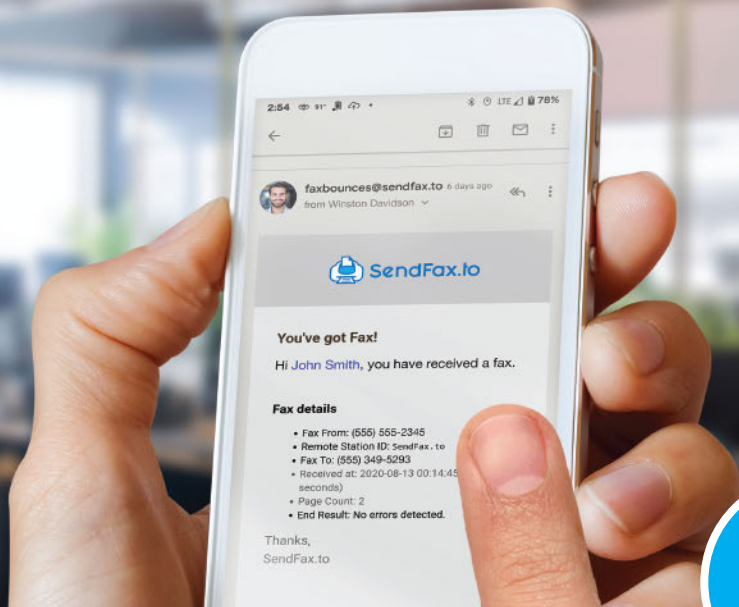 2:54 91° LTE 78%
faxbounces@sendfax.to 6 days ago
from Winston Davidson
SendFax.to
You've got Fax!
Hi John Smith, you have received a fax.
Fax details
• Fax From: (555) 555-2345
• Remote Station ID: SendFax.to
• Fax To: (555) 349-5293
• Received at: 2020-08-13 00:14:45
seconds)
• Page Count: 2
• End Result: No errors detected.
Thanks,
SendFax.to